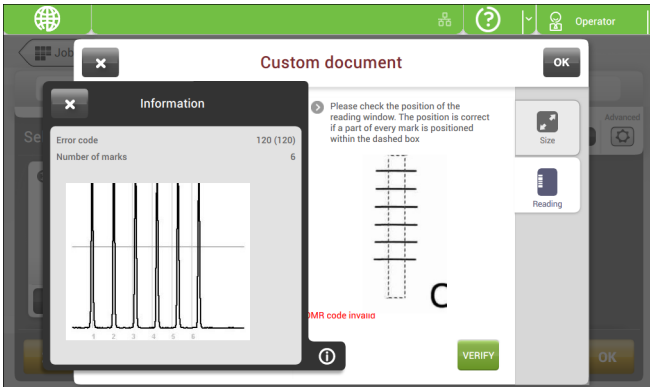 Operator
Job
Custom document
OK
Information
Please check the position of the
reading window. The position is correct
if a part of every mark is positioned
within the dashed box
Advanced
Size
Se
Error code
120 (120)
Number of marks
6
Reading
1 2 3 4 5 6
C
OMR code invalid
VERIFY
OK